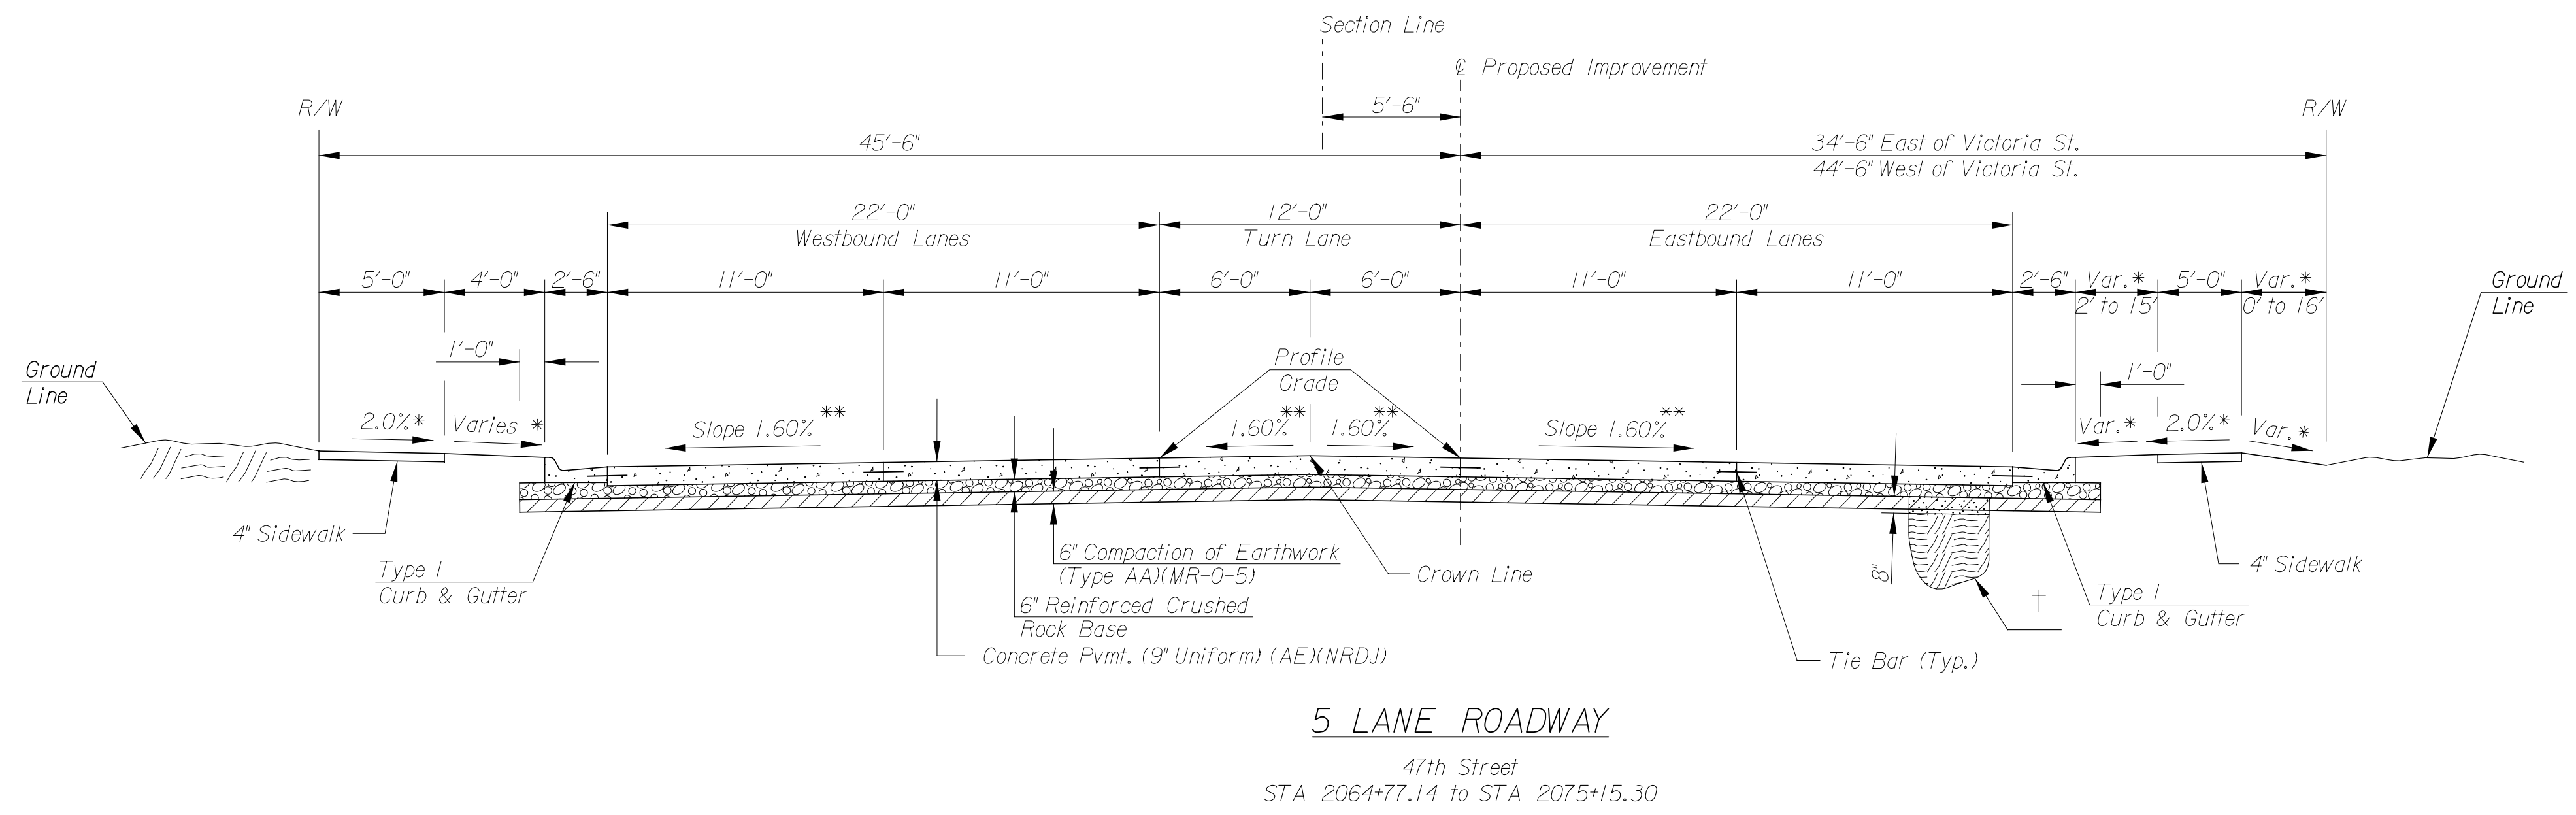 Section Line
℄ Proposed Improvement
5'-6"
R/W
R/W
45'-6"
34'-6" East of Victoria St.
44'-6" West of Victoria St.
22'-0"
12'-0"
22'-0"
Westbound Lanes
Turn Lane
Eastbound Lanes
5'-0"
4'-0"
2'-6"
11'-0"
11'-0"
6'-0"
6'-0"
11'-0"
11'-0"
2'-6"
Var.*
2' to 15'
5'-0"
Var.*
0' to 16'
Ground
Line
1'-0"
Ground
Line
Profile
Grade
1'-0"
2.0%*
Varies *
Slope 1.60%**
1.60%**
1.60%**
Slope 1.60%**
Var.*
2.0%*
Var.*
4" Sidewalk
Type 1
Curb & Gutter
6" Compaction of Earthwork
(Type AA)(MR-0-5)
6" Reinforced Crushed
Rock Base
Concrete Pvmt. (9" Uniform) (AE)(NRDJ)
Crown Line
Tie Bar (Typ.)
8"
†
Type 1
Curb & Gutter
4" Sidewalk
5 LANE ROADWAY
47th Street
STA 2064+77.14 to STA 2075+15.30